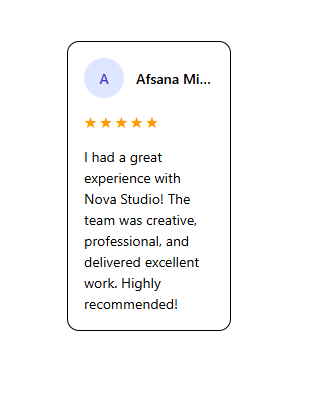 A
Afsana Mi...
★★★★★
I had a great
experience with
Nova Studio! The
team was creative,
professional, and
delivered excellent
work. Highly
recommended!